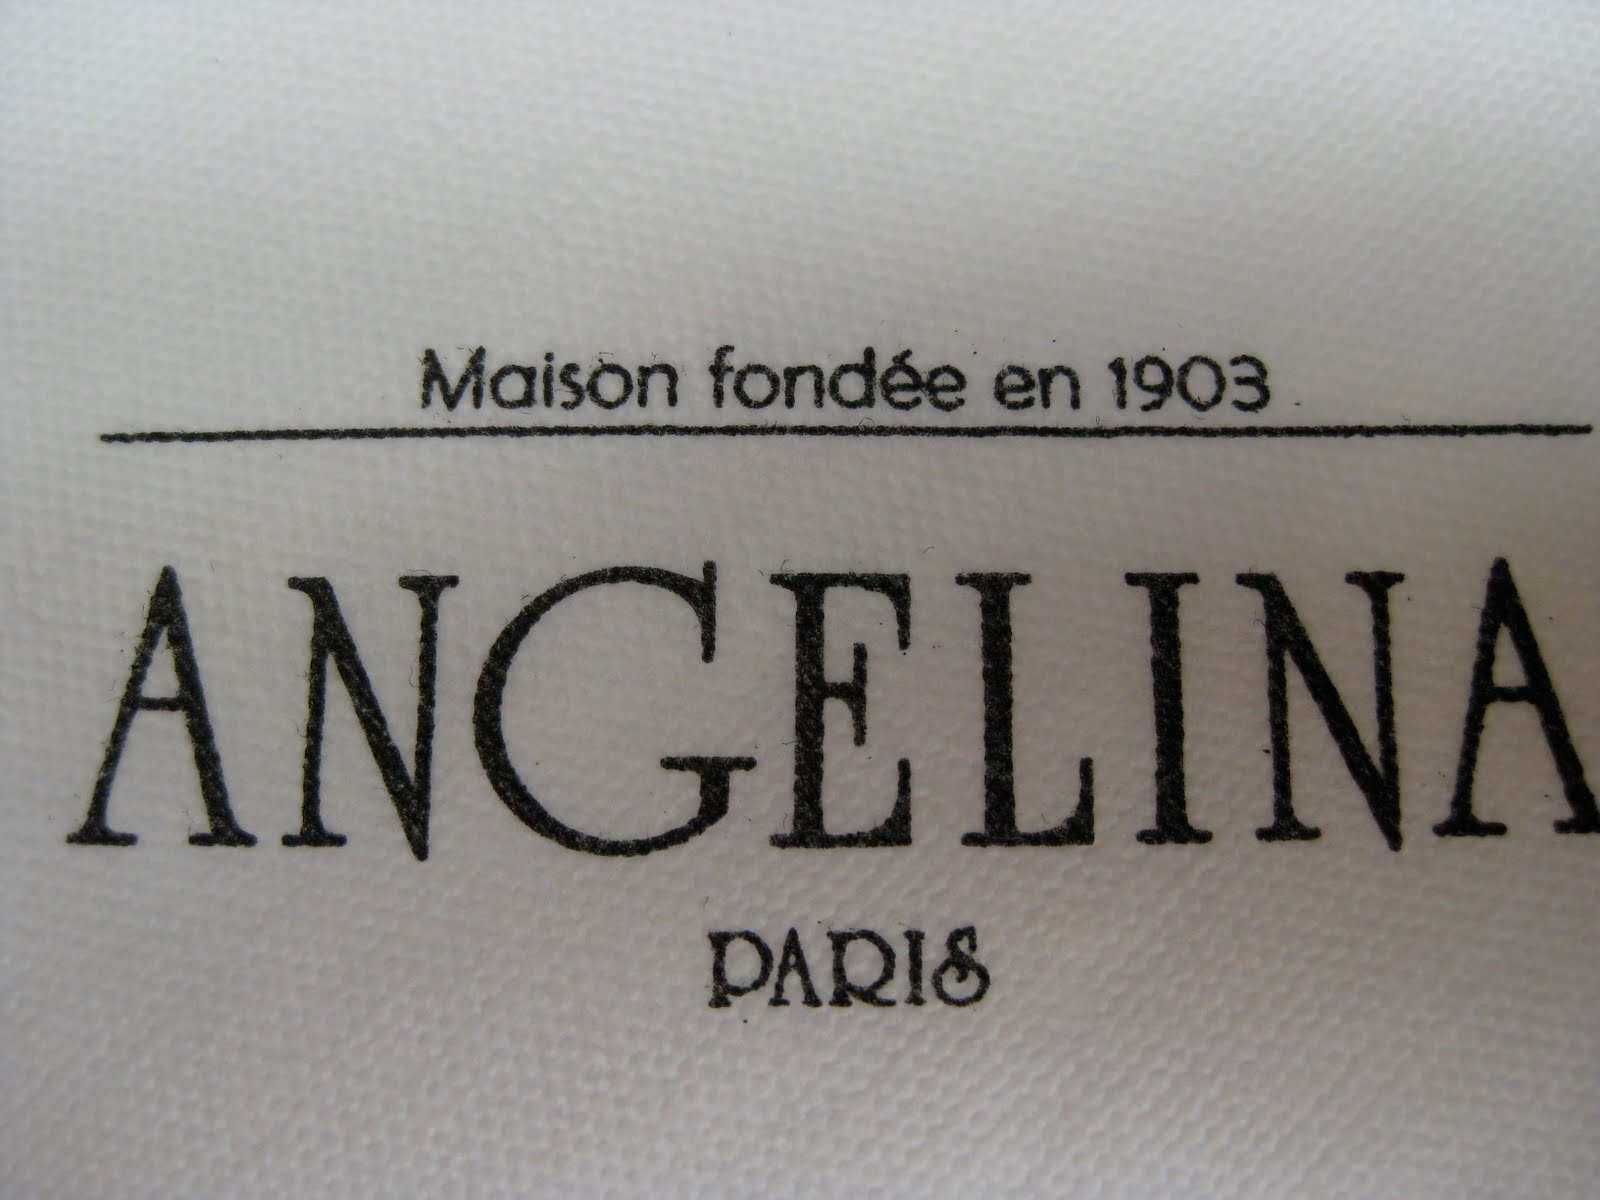 Maison fondée en 1903
ANGELINA
PARIS